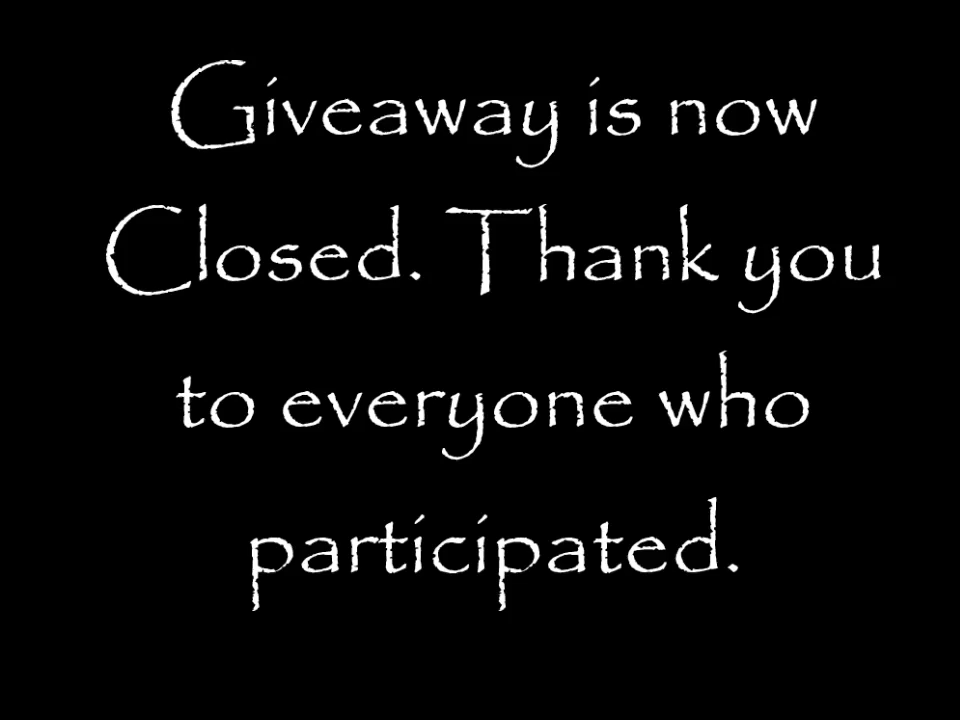 Giveaway is now
Closed. Thank you
to everyone who
participated.